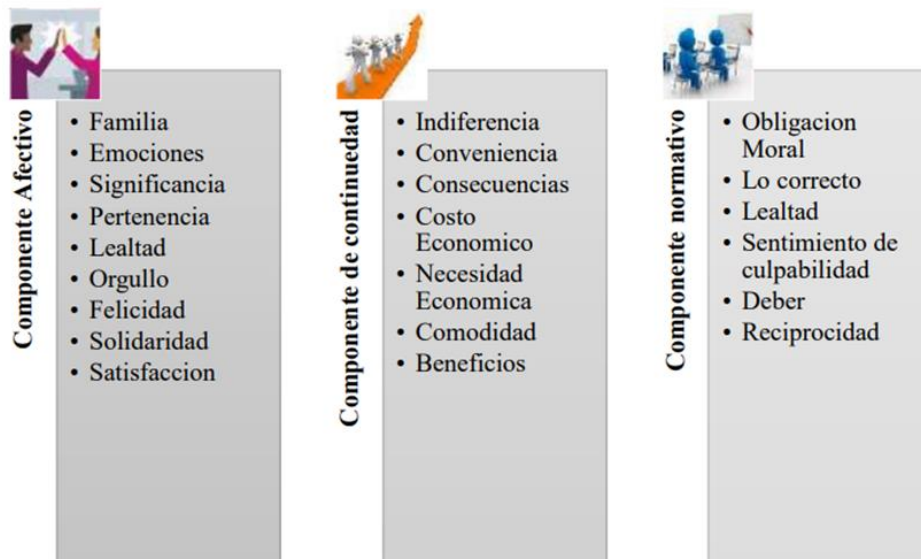 Componente Afectivo
• Familia
• Emociones
• Significancia
• Pertenencia
• Lealtad
• Orgullo
• Felicidad
• Solidaridad
• Satisfaccion
Componente de continuedad
• Indiferencia
• Conveniencia
• Consecuencias
• Costo
Economico
• Necesidad
Economica
• Comodidad
• Beneficios
Componente normativo
• Obligacion
Moral
• Lo correcto
• Lealtad
• Sentimiento de
culpabilidad
• Deber
• Reciprocidad